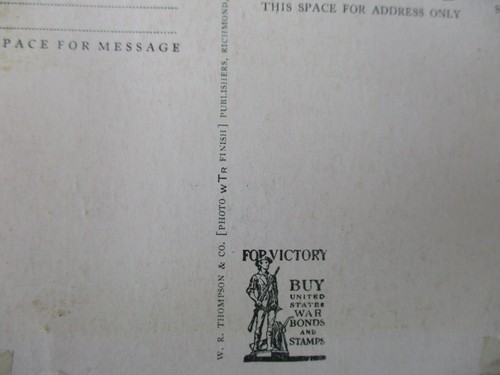 THIS SPACE FOR ADDRESS ONLY
PACE FOR MESSAGE
W. R. THOMPSON & CO. [PHOTO WTR FINISH] PUBLISHERS, RICHMOND,
FOR VICTORY
BUY
UNITED
STATES
WAR
BONDS
AND
STAMPS